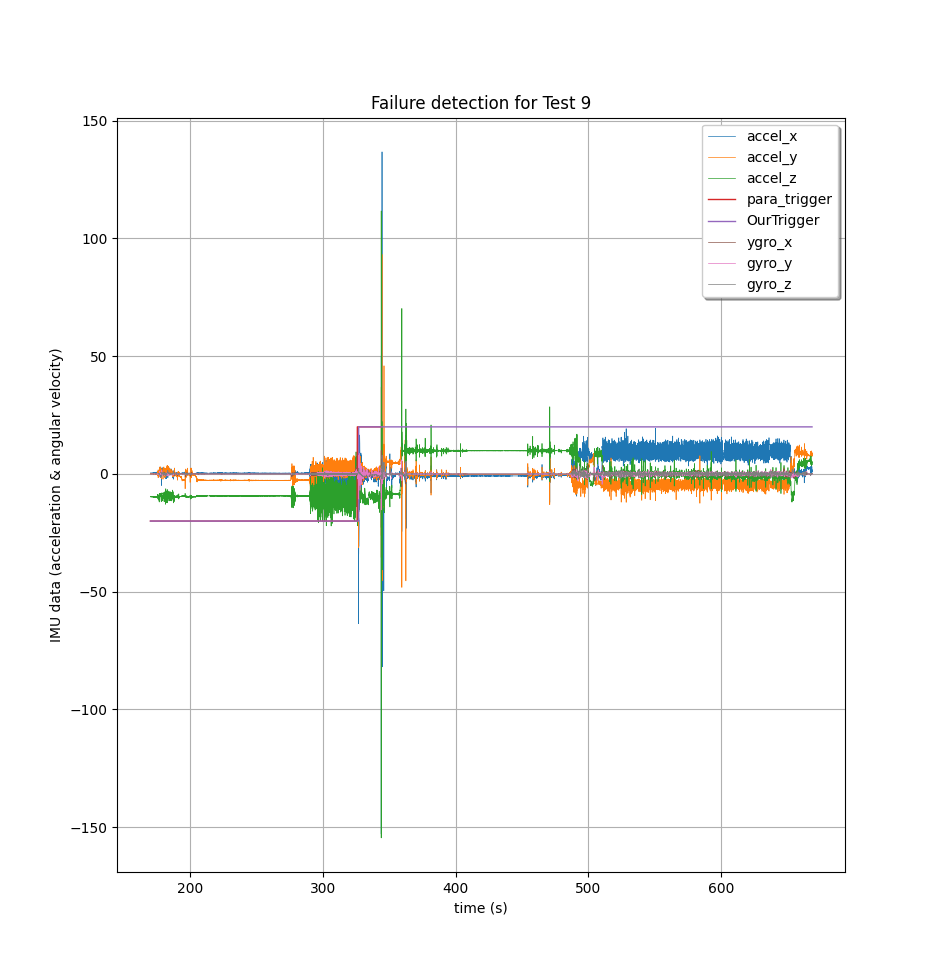 Failure detection for Test 9
150
100
50
0
−50
−100
−150
IMU data (acceleration & angular velocity)
accel_x
accel_y
accel_z
para_trigger
OurTrigger
ygro_x
gyro_y
gyro_z
200
300
400
500
600
time (s)